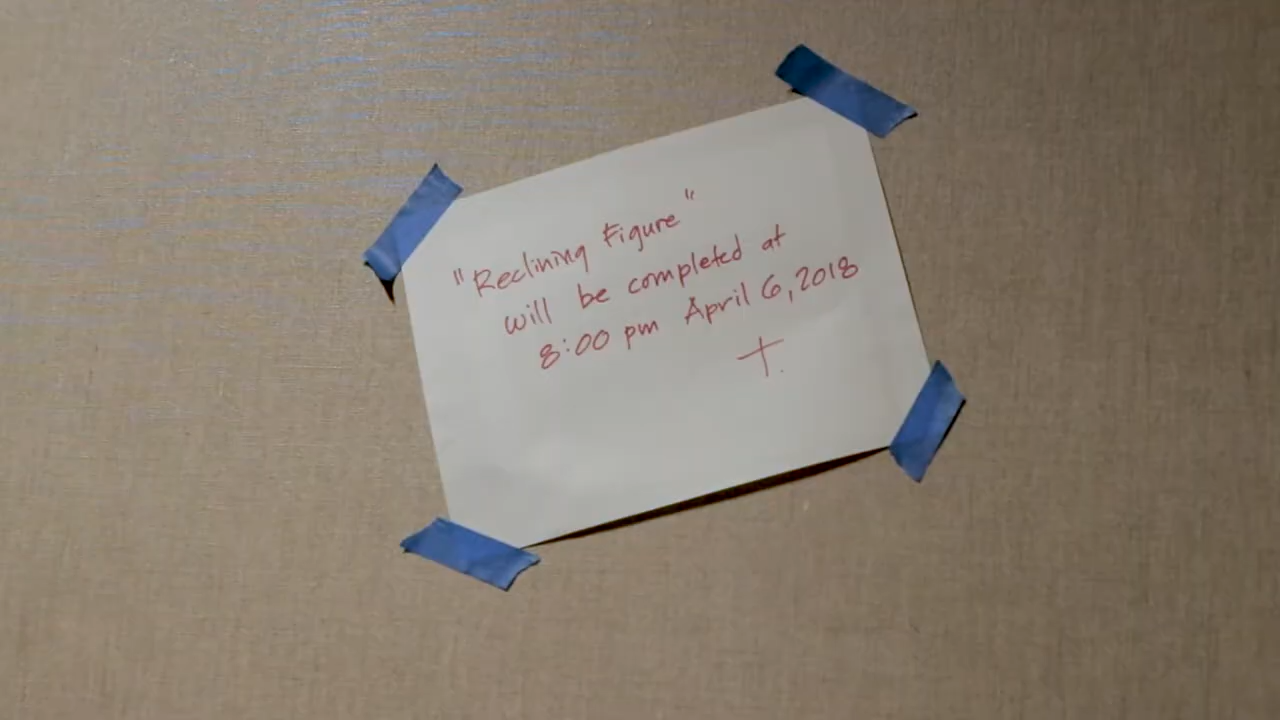 "Reclining Figure"
will be completed at
8:00 pm April 6, 2018
T.